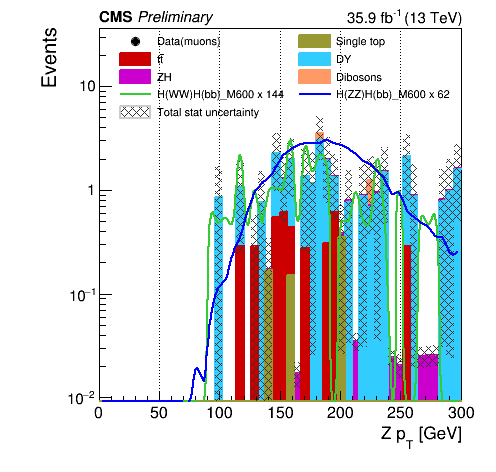 CMS Preliminary 35.9 fb⁻¹ (13 TeV)
Events
Data(muons) Single top
tt̄ DY
ZH Dibosons
H(WW)H(bb)_M600 x 144 H(ZZ)H(bb)_M600 x 62
Total stat uncertainty
10
1
10⁻¹
10⁻²
0 50 100 150 200 250 300
Z p_T [GeV]